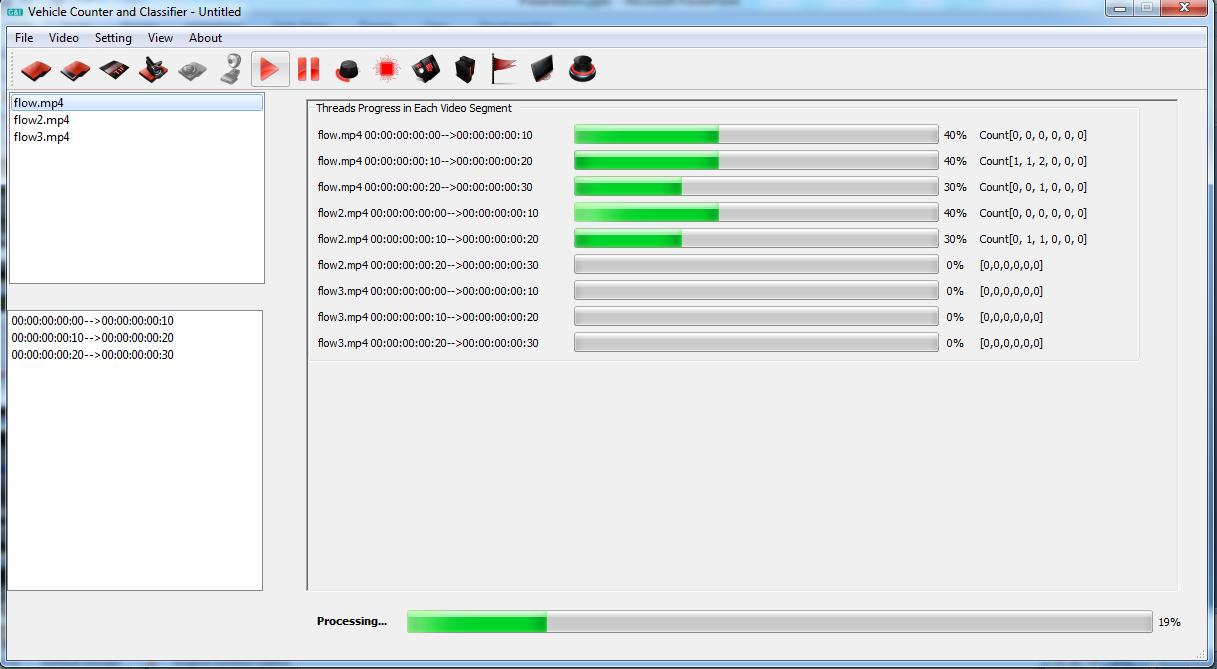 G&I Vehicle Counter and Classifier - Untitled
File Video Setting View About
flow.mp4
flow2.mp4
flow3.mp4
00:00:00:00:00-->00:00:00:00:10
00:00:00:00:10-->00:00:00:00:20
00:00:00:00:20-->00:00:00:00:30
Threads Progress in Each Video Segment
flow.mp4 00:00:00:00:00-->00:00:00:00:10 40% Count[0, 0, 0, 0, 0, 0]
flow.mp4 00:00:00:00:10-->00:00:00:00:20 40% Count[1, 1, 2, 0, 0, 0]
flow.mp4 00:00:00:00:20-->00:00:00:00:30 30% Count[0, 0, 1, 0, 0, 0]
flow2.mp4 00:00:00:00:00-->00:00:00:00:10 40% Count[0, 0, 0, 0, 0, 0]
flow2.mp4 00:00:00:00:10-->00:00:00:00:20 30% Count[0, 1, 1, 0, 0, 0]
flow2.mp4 00:00:00:00:20-->00:00:00:00:30 0% [0,0,0,0,0,0]
flow3.mp4 00:00:00:00:00-->00:00:00:00:10 0% [0,0,0,0,0,0]
flow3.mp4 00:00:00:00:10-->00:00:00:00:20 0% [0,0,0,0,0,0]
flow3.mp4 00:00:00:00:20-->00:00:00:00:30 0% [0,0,0,0,0,0]
Processing... 19%